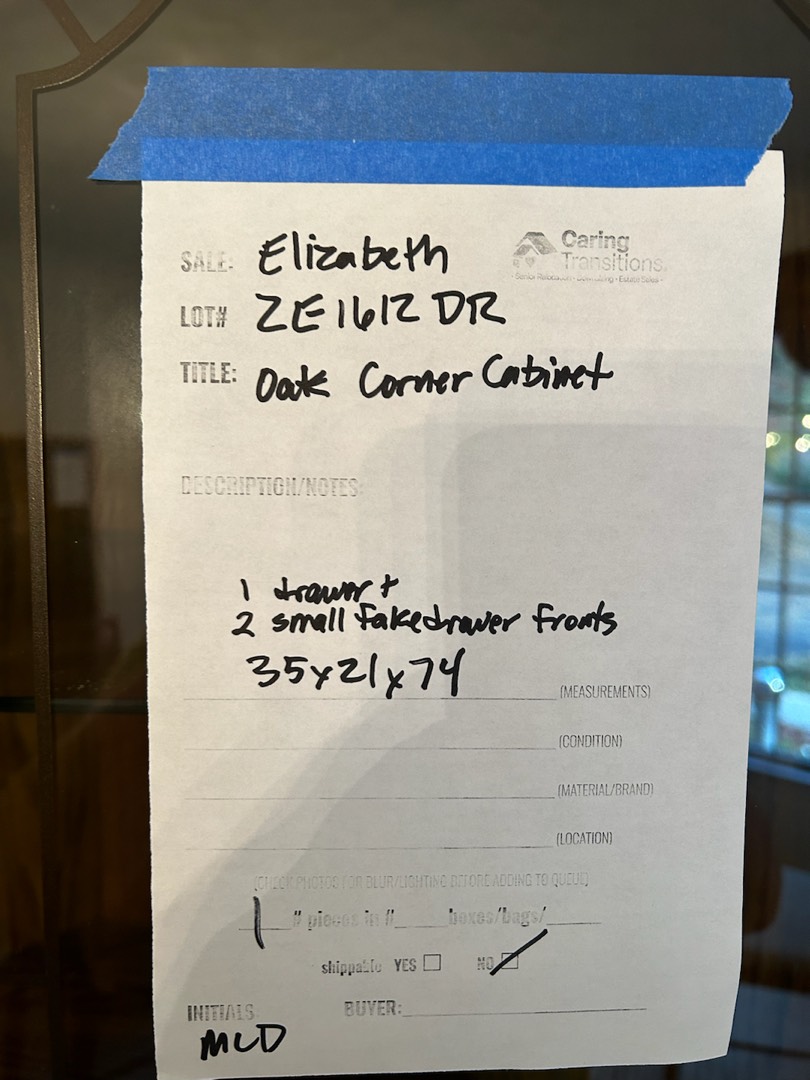 SALE: Elizabeth
Caring Transitions
Senior Relocation • Downsizing • Estate Sales
LOT# ZE1612 DR
TITLE: Oak Corner Cabinet
DESCRIPTION/NOTES:
1 drawer +
2 small fake drawer fronts
35x21x74 (MEASUREMENTS)
(CONDITION)
(MATERIAL/BRAND)
(LOCATION)
(CHECK PHOTOS FOR BLUR/LIGHTING BEFORE ADDING TO QUEUE)
1 # pieces in # boxes/bags/
shippable YES NO
INITIALS: BUYER:
MLD